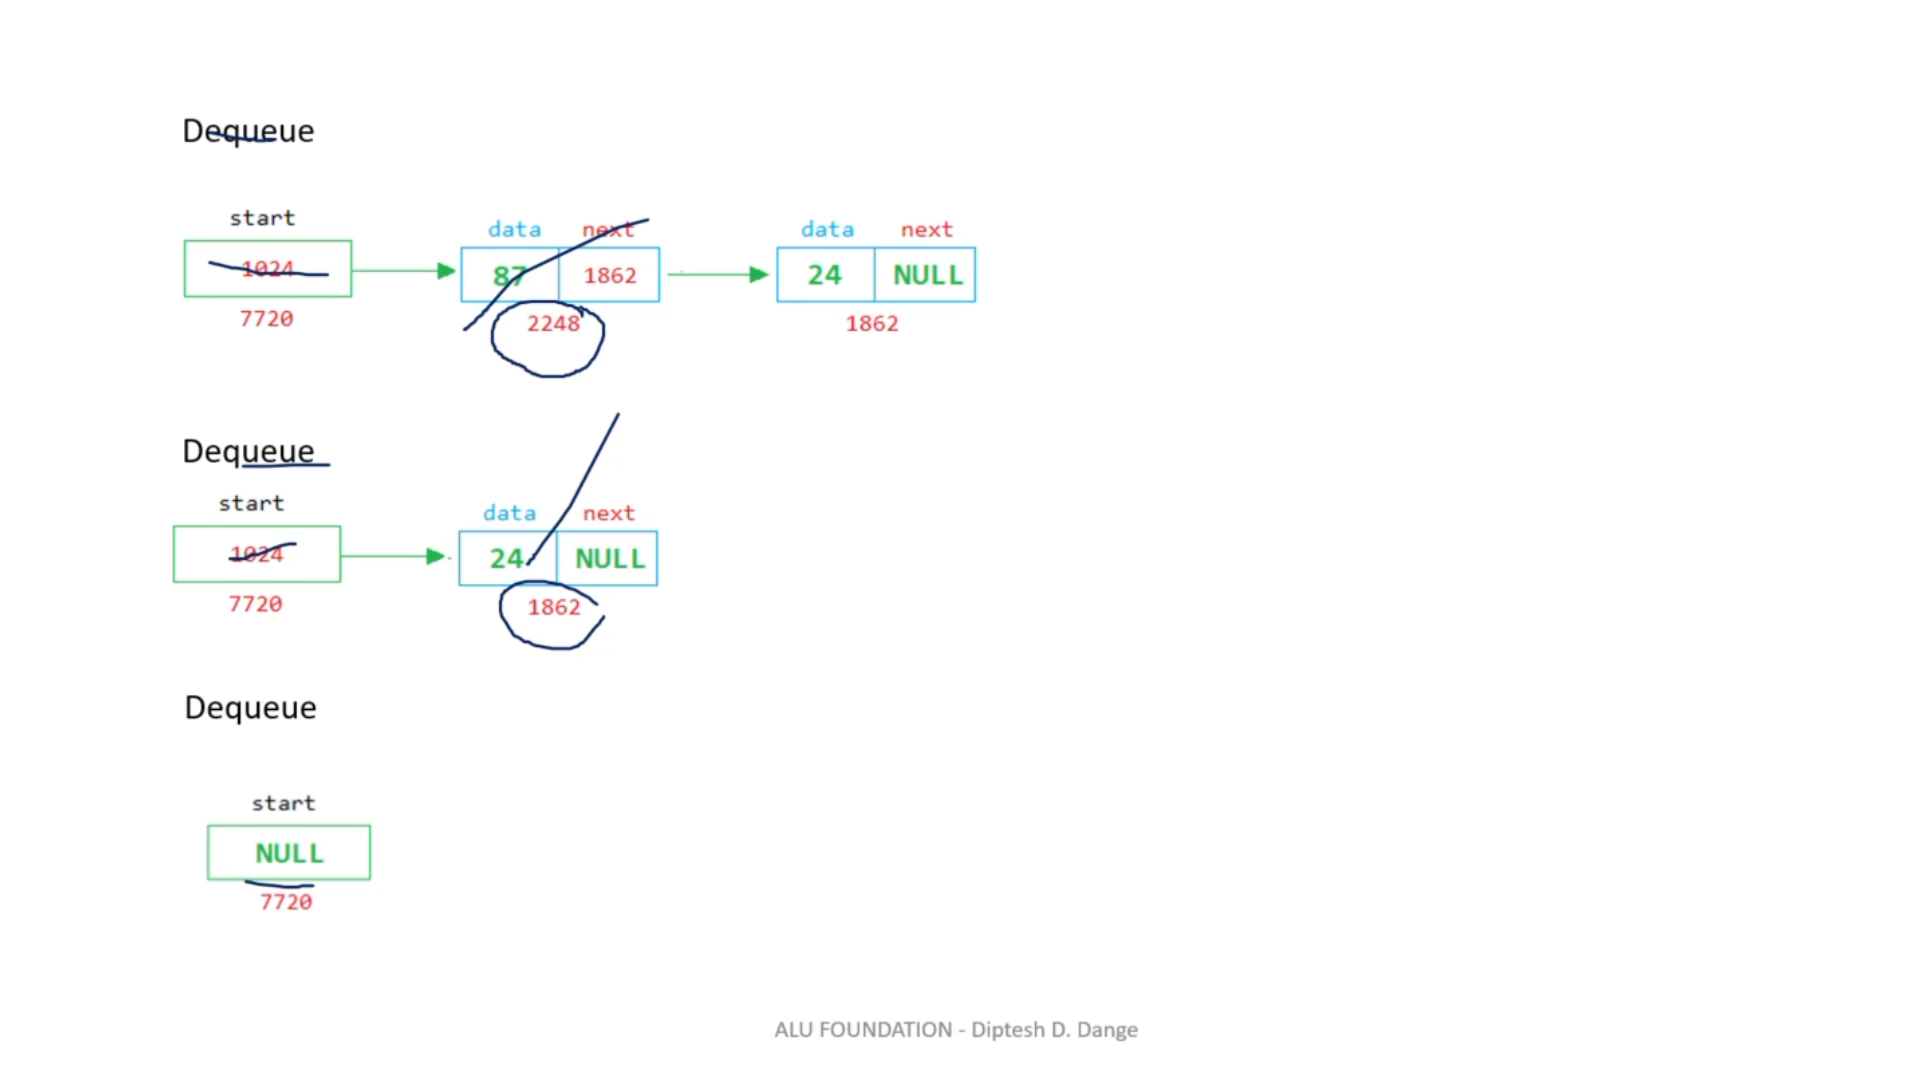 Dequeue
start
data next data next
1024 87 1862 24 NULL
7720 2248 1862
Dequeue
start
data next
1024 24 NULL
7720 1862
Dequeue
start
NULL
7720
ALU FOUNDATION - Diptesh D. Dange